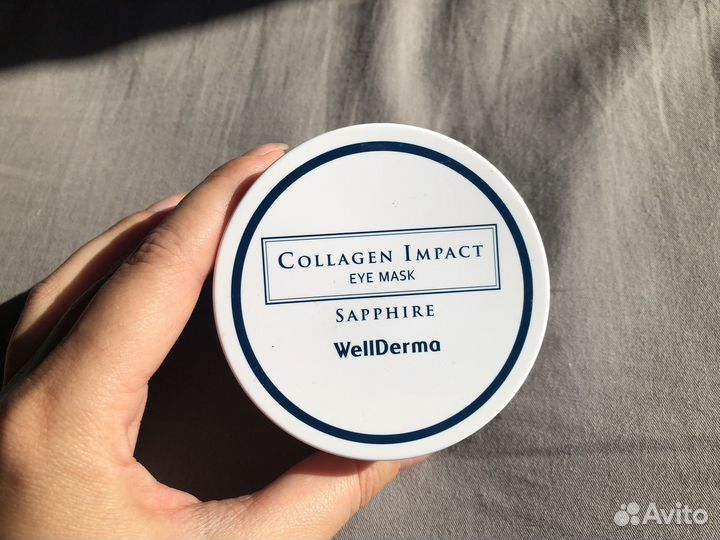 COLLAGEN IMPACT
EYE MASK
SAPPHIRE
WellDerma
Avito